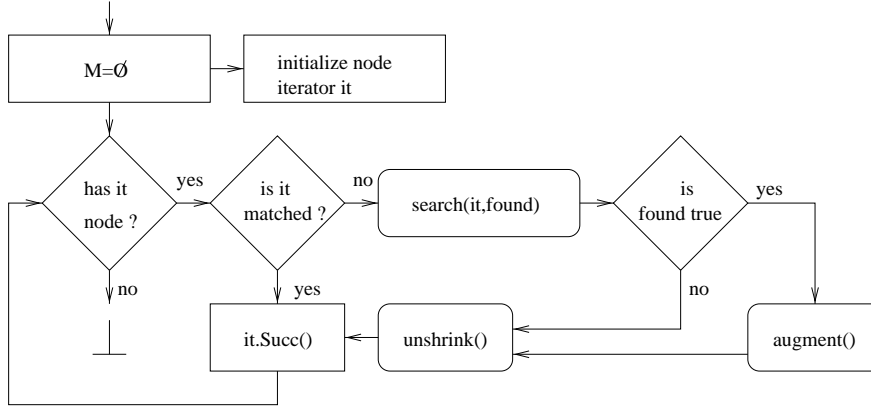 M=Ø
initialize node
iterator it
has it
node ?
yes
no
is it
matched ?
no
yes
search(it,found)
is
found true
yes
no
it.Succ()
unshrink()
augment()